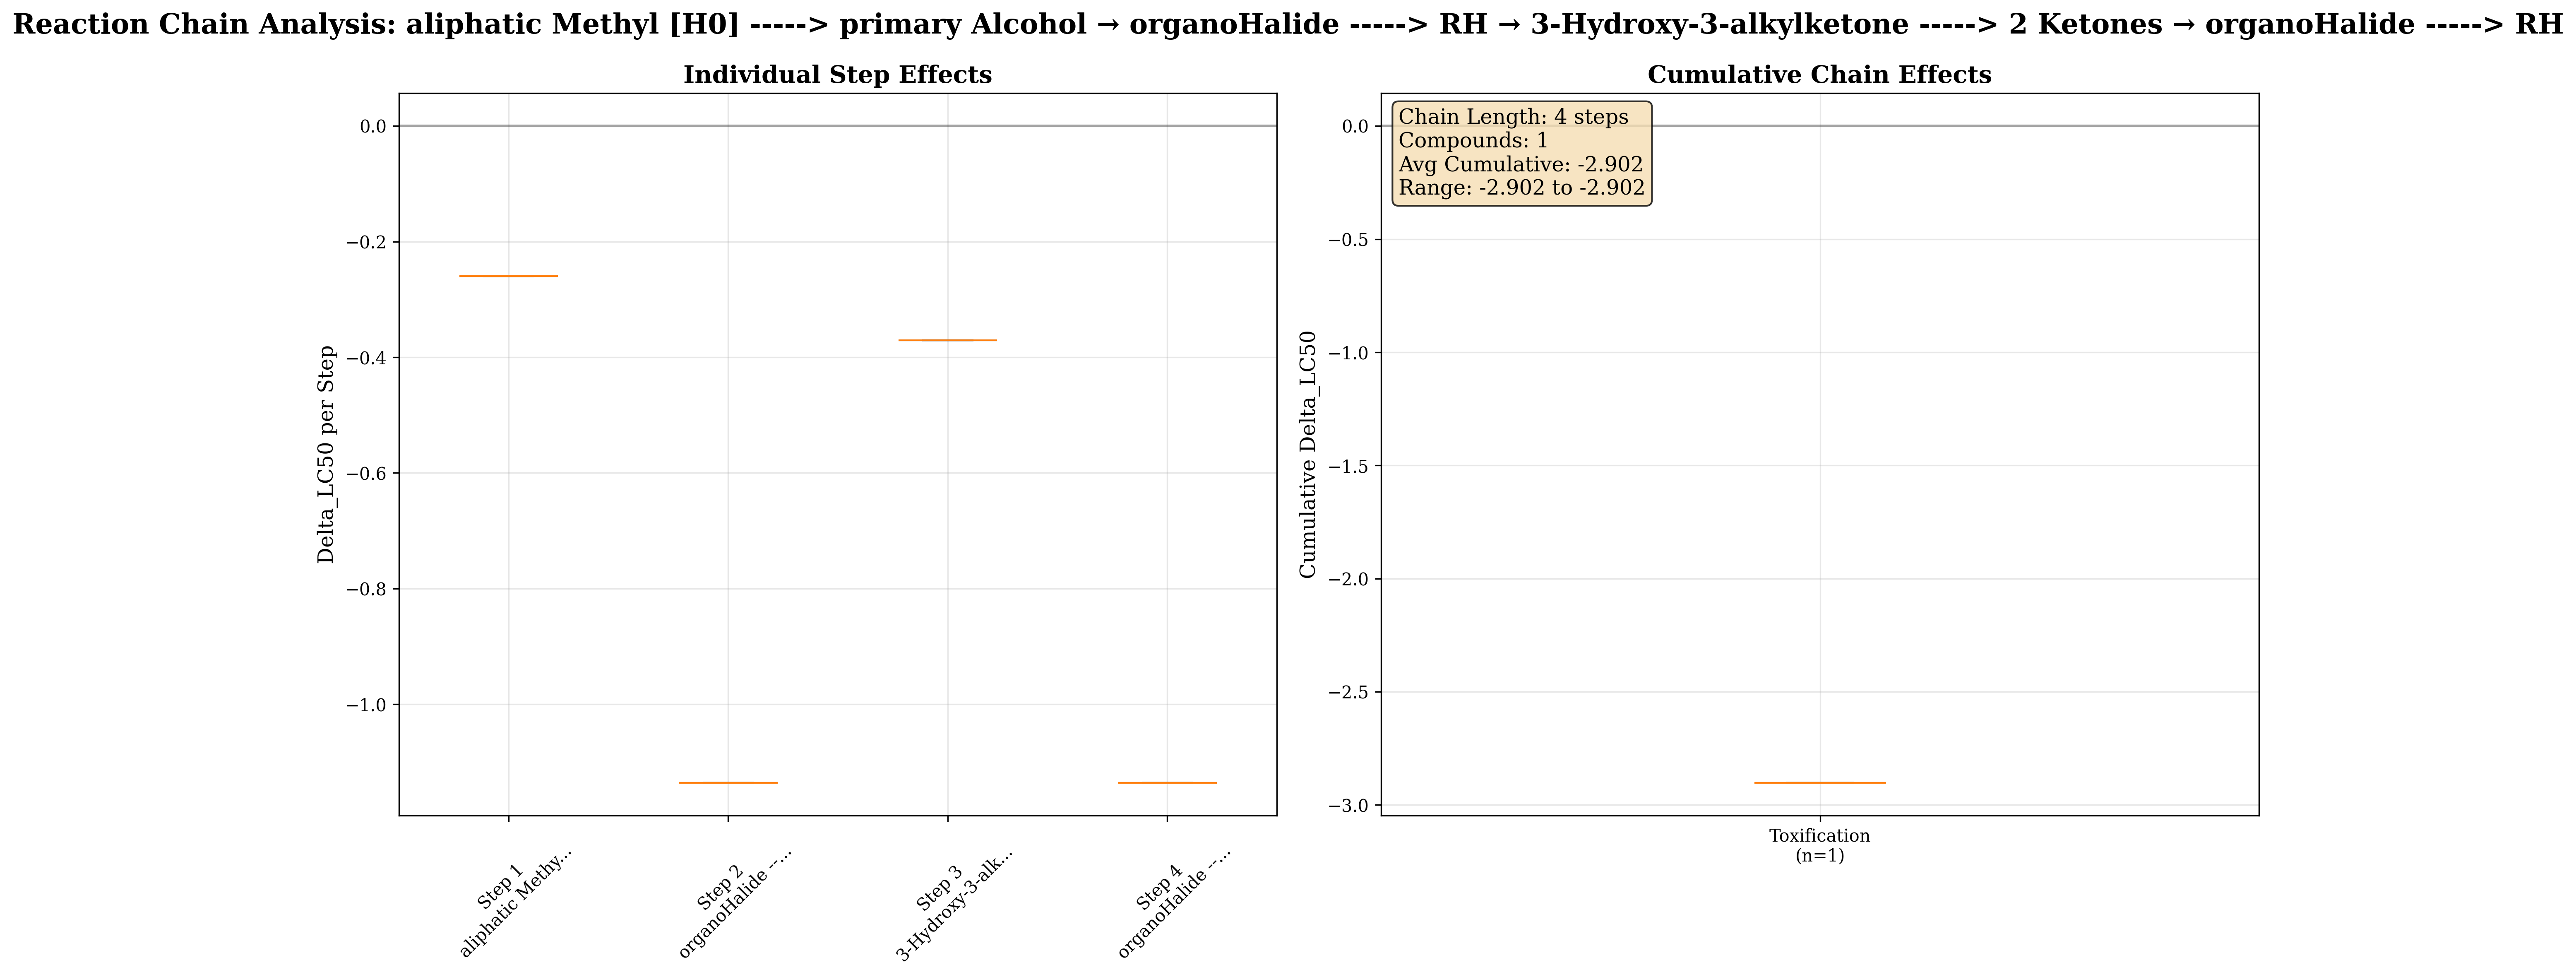 Reaction Chain Analysis: aliphatic Methyl [H0] -----> primary Alcohol → organoHalide -----> RH → 3-Hydroxy-3-alkylketone -----> 2 Ketones → organoHalide -----> RH
Individual Step Effects
Delta_LC50 per Step
0.0
−0.2
−0.4
−0.6
−0.8
−1.0
Step 1
aliphatic Methy...
Step 2
organoHalide --...
Step 3
3-Hydroxy-3-alk...
Step 4
organoHalide --...
Cumulative Chain Effects
Chain Length: 4 steps
Compounds: 1
Avg Cumulative: -2.902
Range: -2.902 to -2.902
Cumulative Delta_LC50
0.0
−0.5
−1.0
−1.5
−2.0
−2.5
−3.0
Toxification
(n=1)